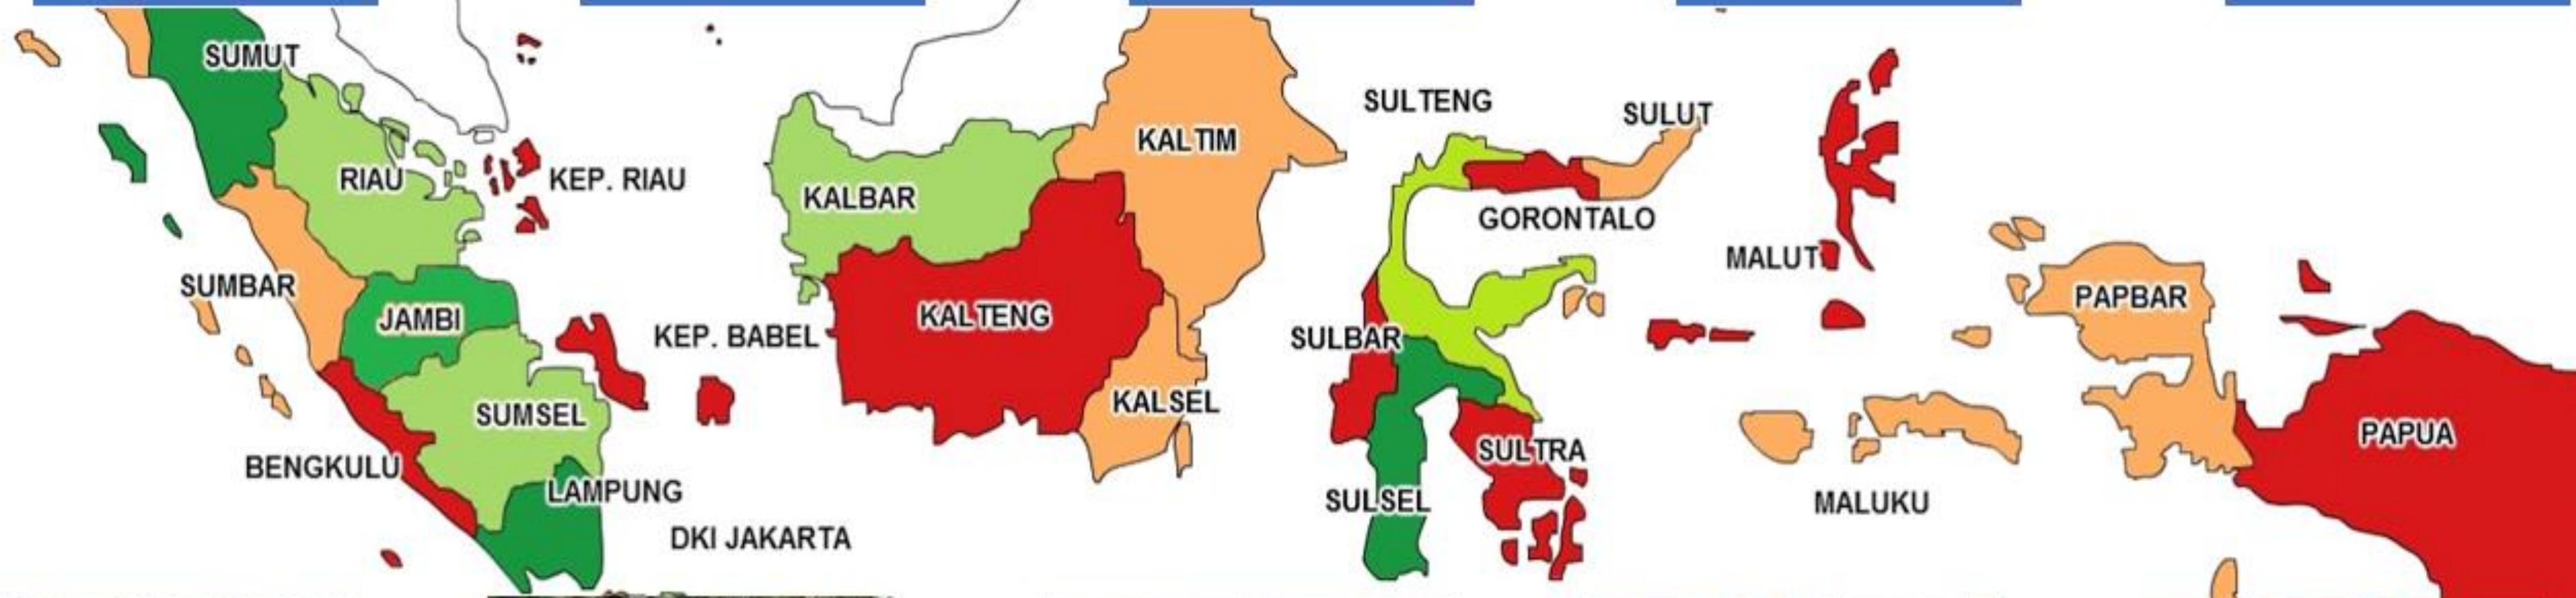 SUMUT
SULTENG
SULUT
KALTIM
RIAU
KEP. RIAU
KALBAR
GORONTALO
MALUT
SUMBAR
PAPBAR
JAMBI
KALTENG
KEP. BABEL
SULBAR
KALSEL
SUMSEL
PAPUA
SULTRA
BENGKULU
LAMPUNG
SULSEL
MALUKU
DKI JAKARTA